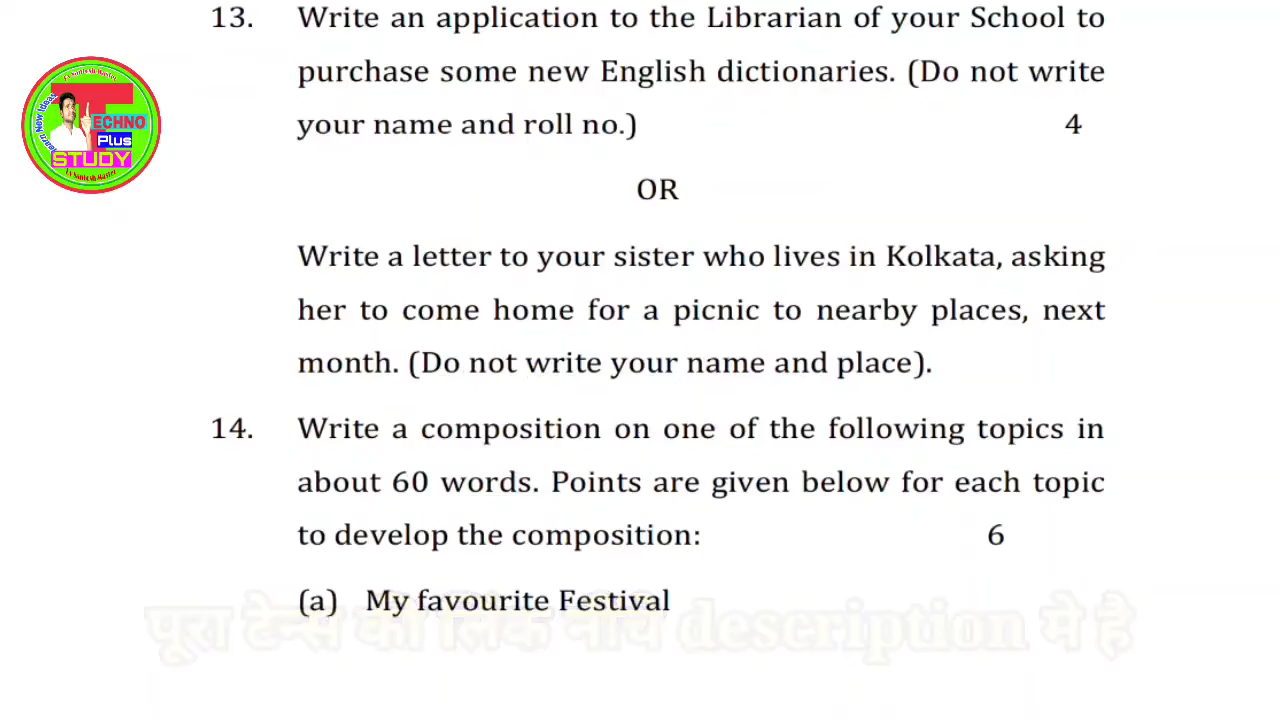 13. Write an application to the Librarian of your School to
purchase some new English dictionaries. (Do not write
your name and roll no.) 4
OR
Write a letter to your sister who lives in Kolkata, asking
her to come home for a picnic to nearby places, next
month. (Do not write your name and place).
14. Write a composition on one of the following topics in
about 60 words. Points are given below for each topic
to develop the composition: 6
(a) My favourite Festival
पूरा टेन्स की लिंक नीचे description मे है
Learn New Ideas
TECHNO
Plus
STUDY